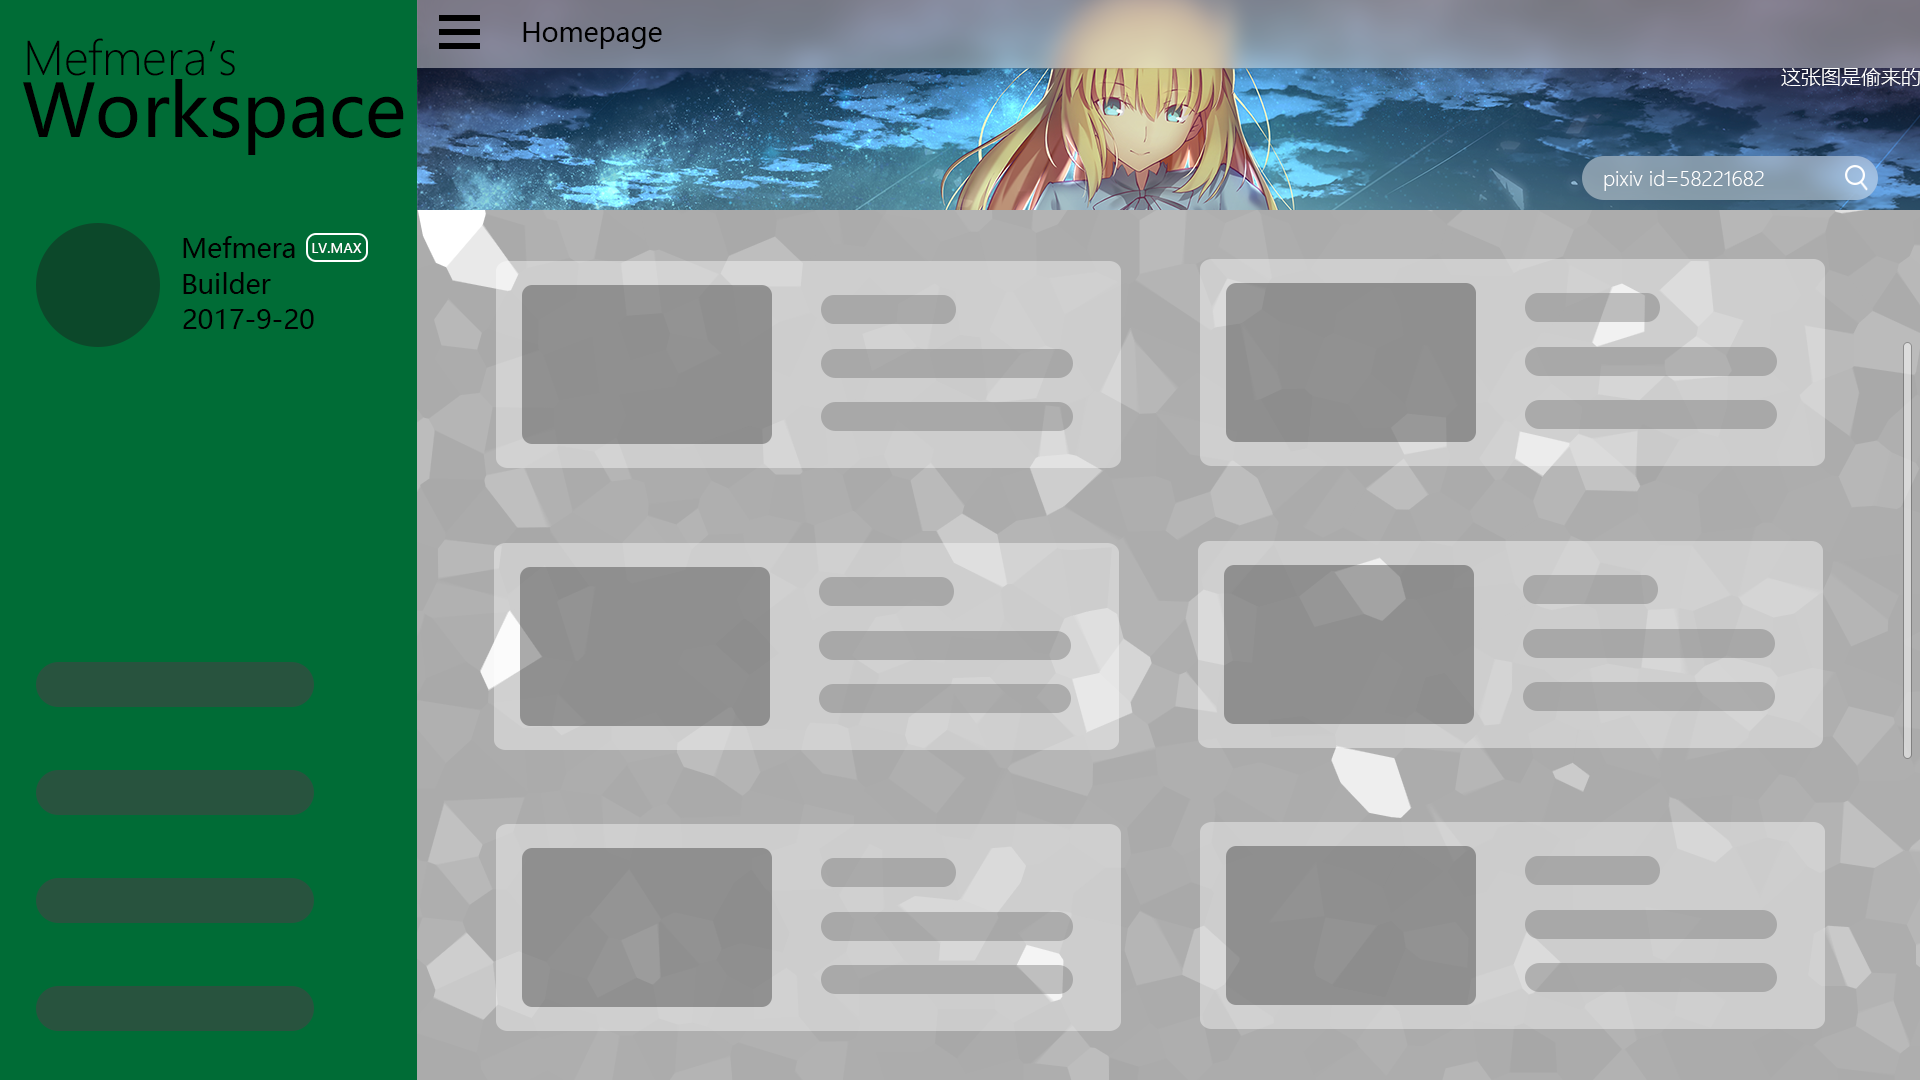 Mefmera’s
Workspace
Mefmera LV.MAX
Builder
2017-9-20
Homepage
这张图是偷来的
pixiv id=58221682